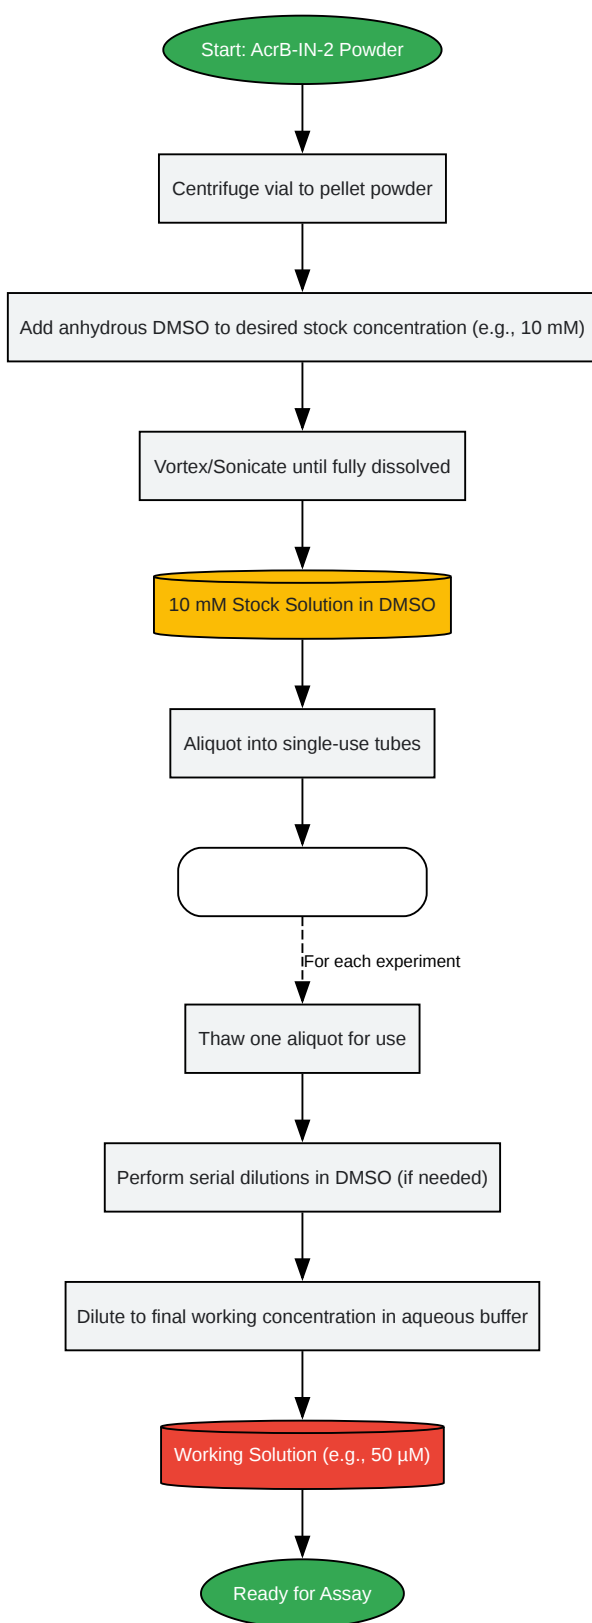 Start: AcrB-IN-2 Powder
Centrifuge vial to pellet powder
Add anhydrous DMSO to desired stock concentration (e.g., 10 mM)
Vortex/Sonicate until fully dissolved
10 mM Stock Solution in DMSO
Aliquot into single-use tubes
For each experiment
Thaw one aliquot for use
Perform serial dilutions in DMSO (if needed)
Dilute to final working concentration in aqueous buffer
Working Solution (e.g., 50 µM)
Ready for Assay